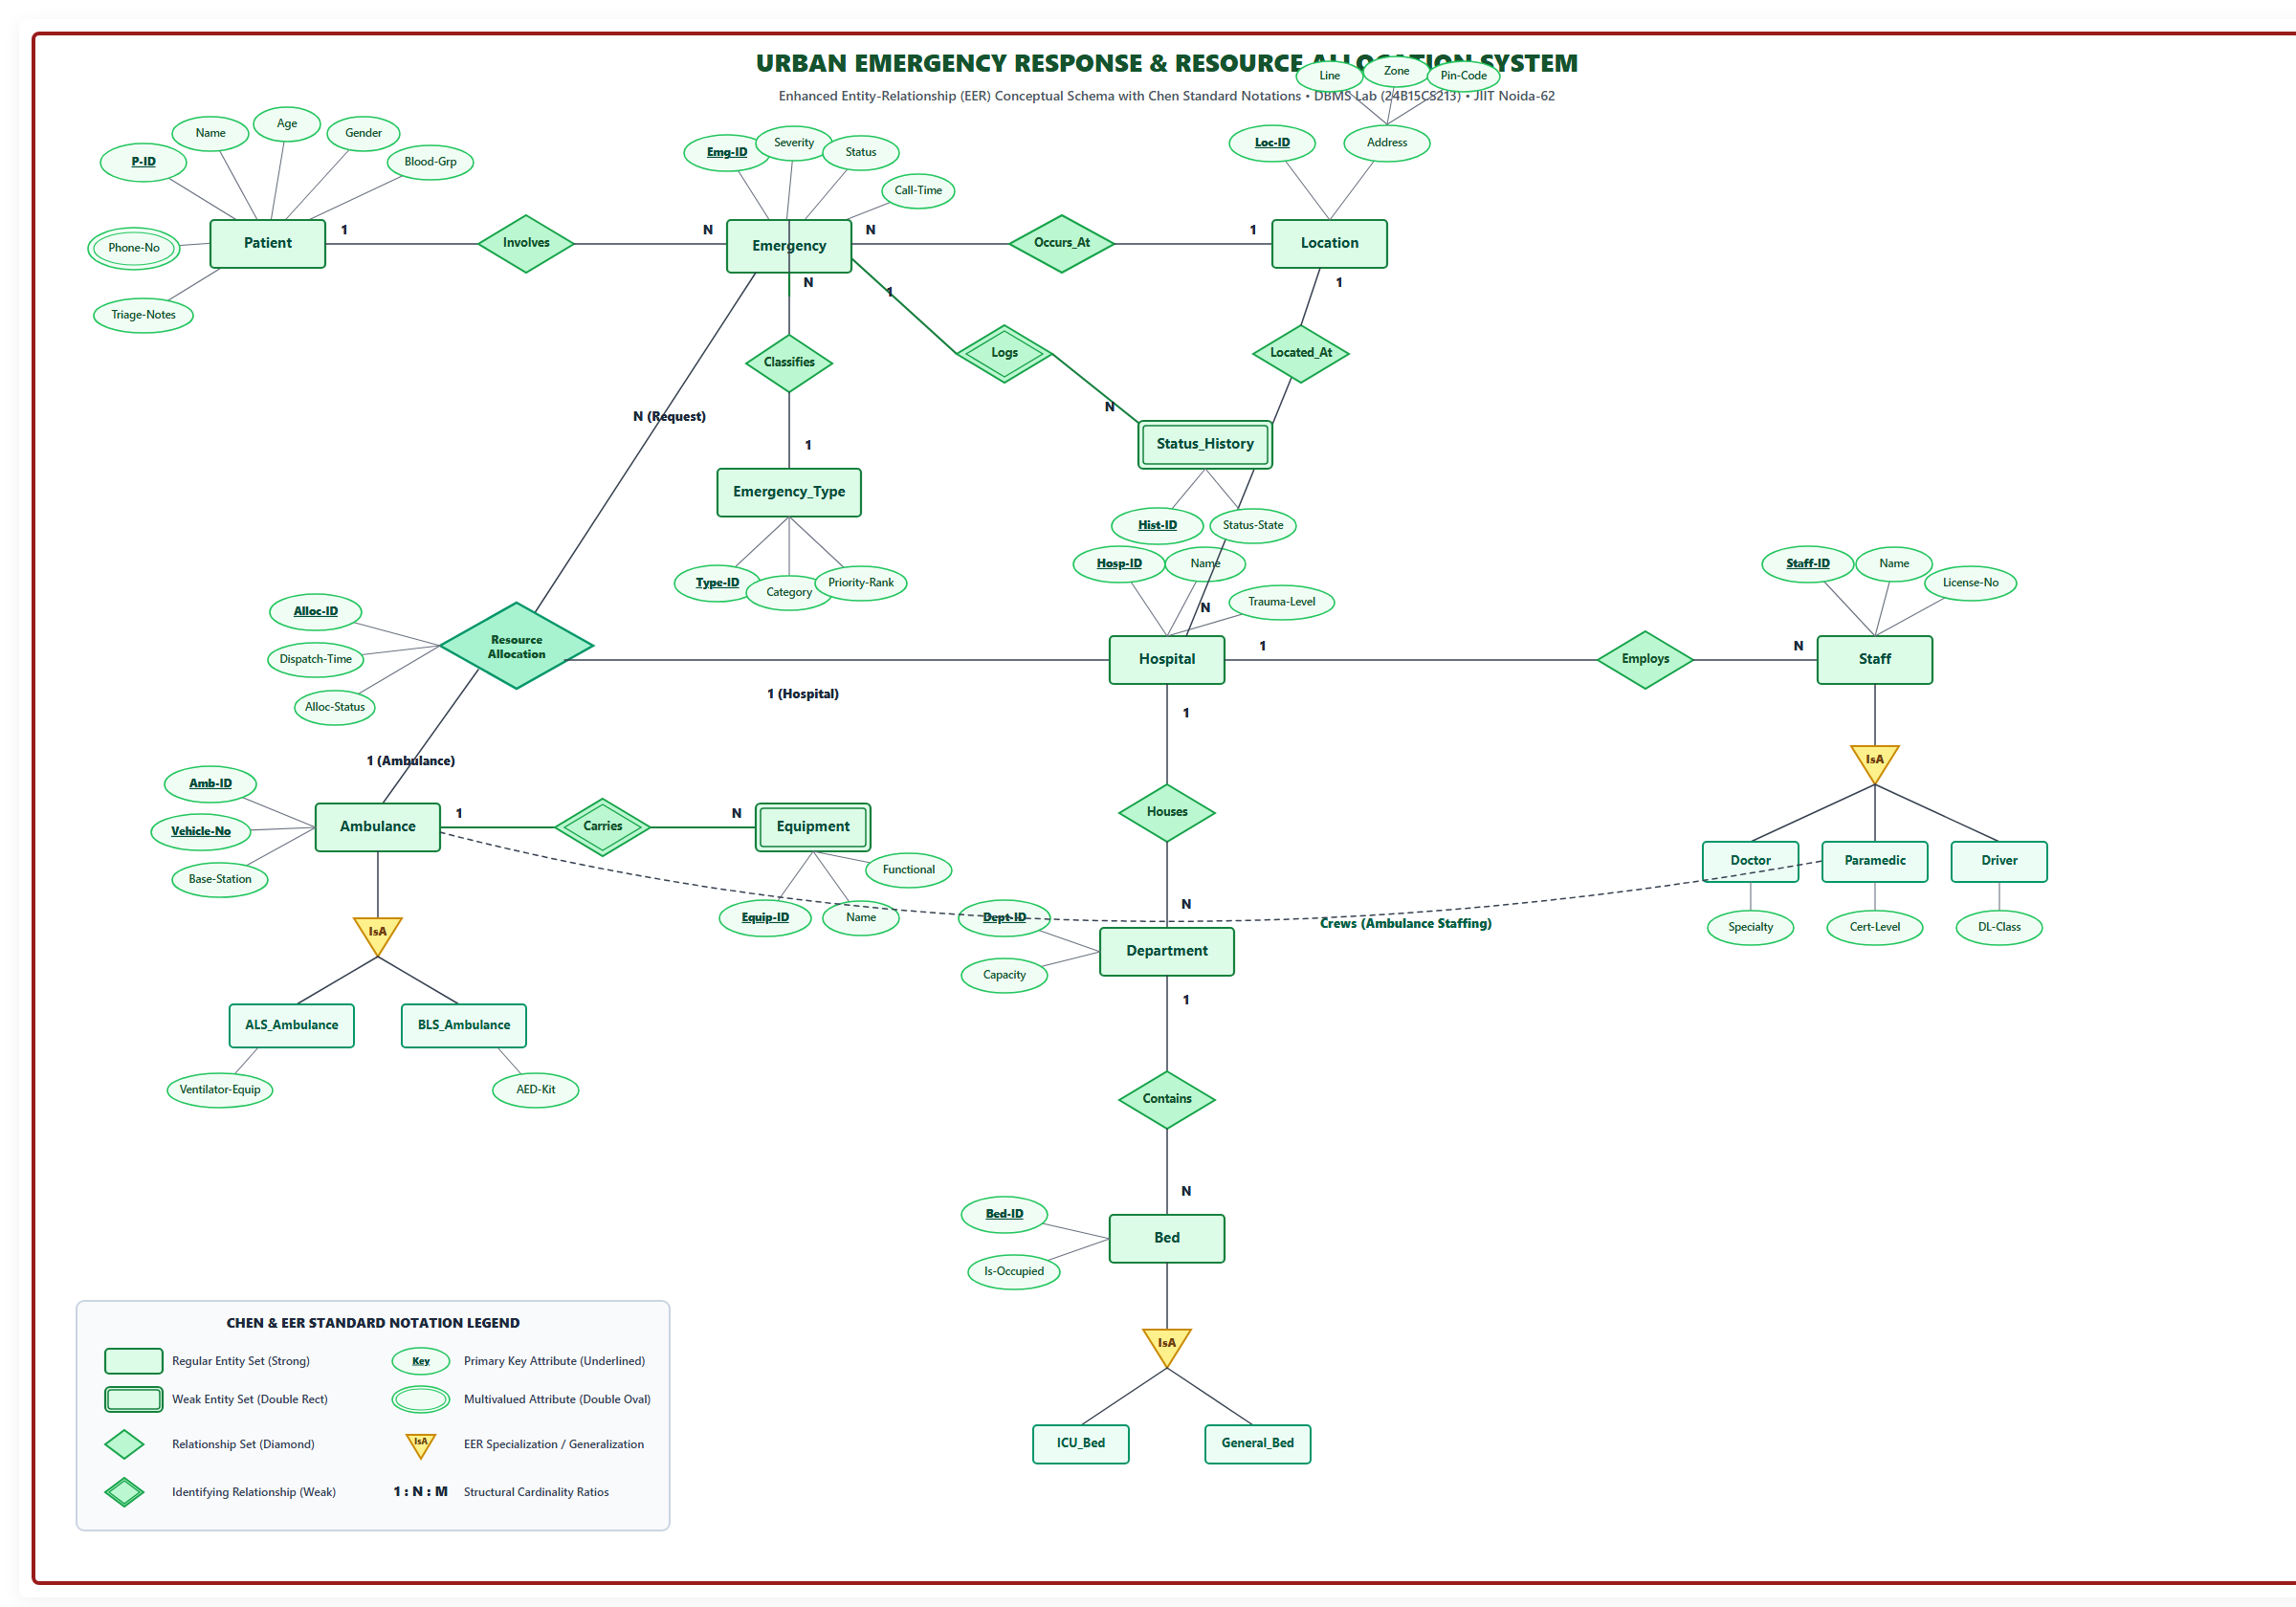 URBAN EMERGENCY RESPONSE & RESOURCE ALLOCATION SYSTEM
Enhanced Entity-Relationship (EER) Conceptual Schema with Chen Standard Notations • DBMS Lab (24B15CS213) • JIIT Noida-62
Line
Zone
Pin-Code
P-ID
Name
Age
Gender
Blood-Grp
Phone-No
Triage-Notes
Patient
1
Involves
N
Emg-ID
Severity
Status
Call-Time
Emergency
N
Occurs_At
1
Loc-ID
Address
Location
N
1
1
Classifies
Logs
Located_At
N (Request)
N
1
Status_History
Emergency_Type
Hist-ID
Status-State
Type-ID
Category
Priority-Rank
Hosp-ID
Name
Trauma-Level
N
Staff-ID
Name
License-No
Alloc-ID
Dispatch-Time
Alloc-Status
Resource
Allocation
1 (Hospital)
Hospital
1
Employs
N
Staff
1
1 (Ambulance)
IsA
Amb-ID
Vehicle-No
Base-Station
Ambulance
1
Carries
N
Equipment
Functional
Equip-ID
Name
Houses
N
Doctor
Paramedic
Driver
Specialty
Cert-Level
DL-Class
Crews (Ambulance Staffing)
Dept-ID
Capacity
Department
1
IsA
ALS_Ambulance
BLS_Ambulance
Ventilator-Equip
AED-Kit
Contains
N
Bed-ID
Is-Occupied
Bed
IsA
ICU_Bed
General_Bed
CHEN & EER STANDARD NOTATION LEGEND
Regular Entity Set (Strong)
Key
Primary Key Attribute (Underlined)
Weak Entity Set (Double Rect)
Multivalued Attribute (Double Oval)
Relationship Set (Diamond)
IsA
EER Specialization / Generalization
Identifying Relationship (Weak)
1 : N : M
Structural Cardinality Ratios